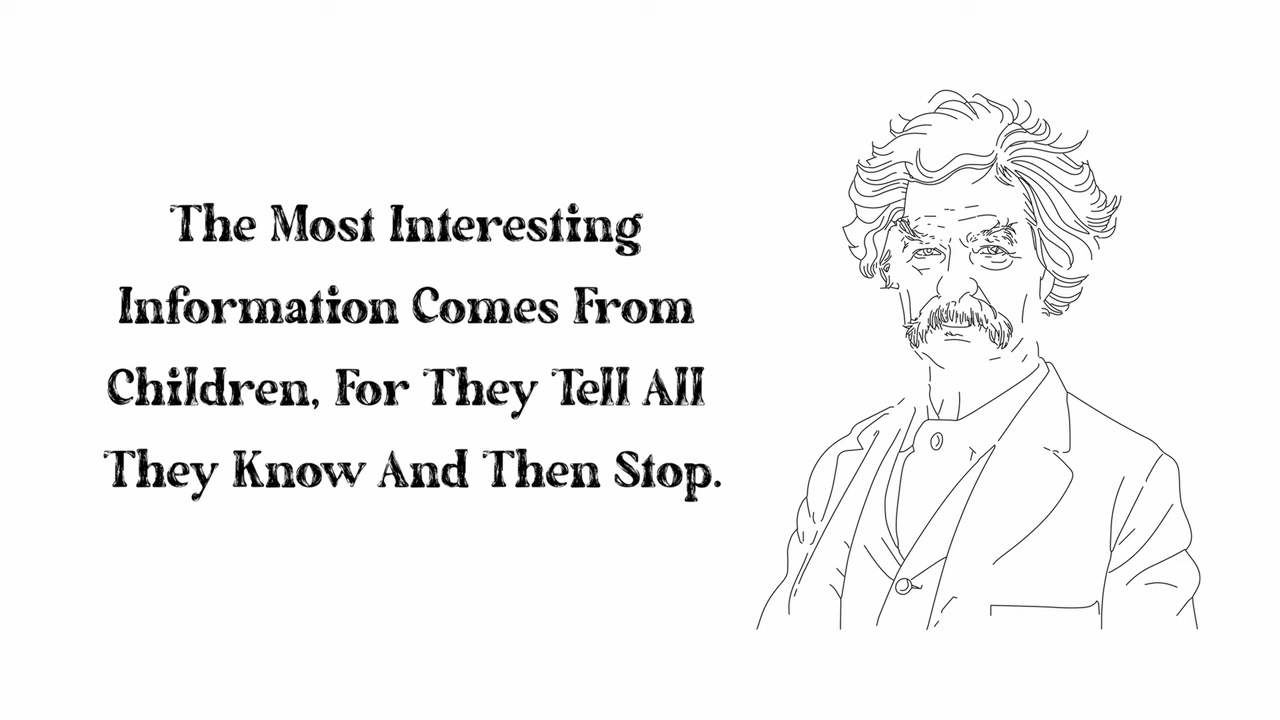 The Most Interesting
Information Comes From
Children, For They Tell All
They Know And Then Stop.